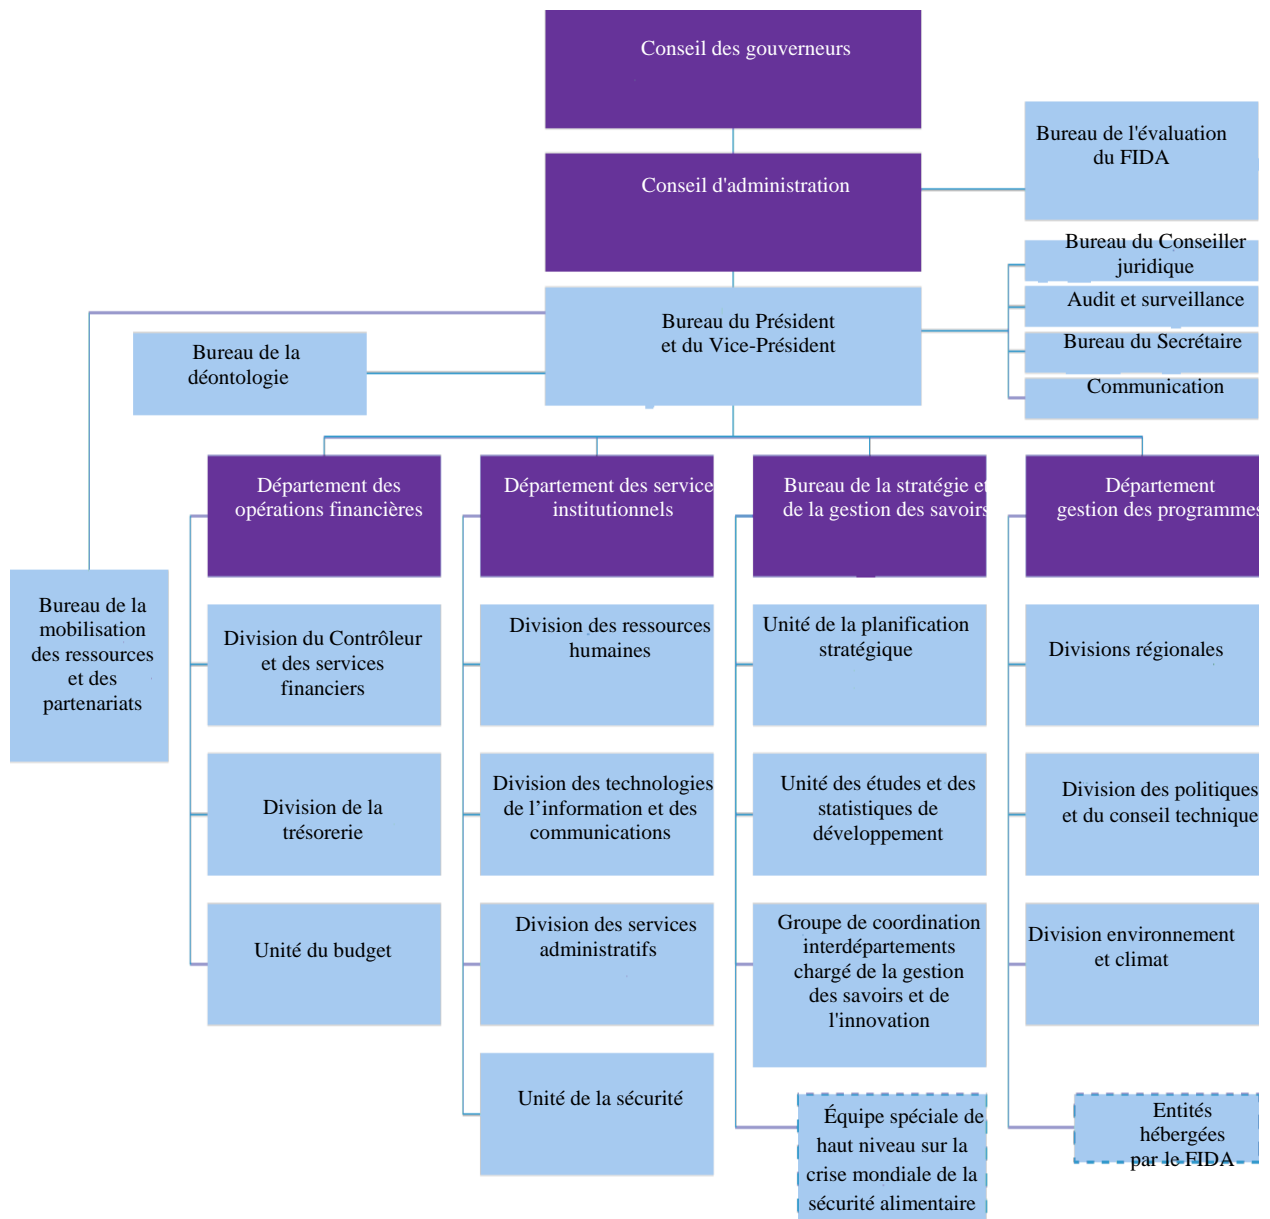 Conseil des gouverneurs
Conseil d'administration
Bureau de l'évaluation
du FIDA
Bureau du Conseiller
juridique
Audit et surveillance
Bureau du Secrétaire
Communication
Bureau du Président
et du Vice-Président
Bureau de la
déontologie
Département des
opérations financières
Département des service
institutionnels
Bureau de la stratégie et
de la gestion des savoirs
Département
gestion des programmes
Bureau de la
mobilisation
des ressources
et des
partenariats
Division du Contrôleur
et des services
financiers
Division des ressources
humaines
Unité de la planification
stratégique
Divisions régionales
Division de la
trésorerie
Division des technologies
de l’information et des
communications
Unité des études et des
statistiques de
développement
Division des politiques
et du conseil technique
Unité du budget
Division des services
administratifs
Groupe de coordination
interdépartements
chargé de la gestion
des savoirs et de
l'innovation
Division environnement
et climat
Unité de la sécurité
Équipe spéciale de
haut niveau sur la
crise mondiale de la
sécurité alimentaire
Entités
hébergées
par le FIDA